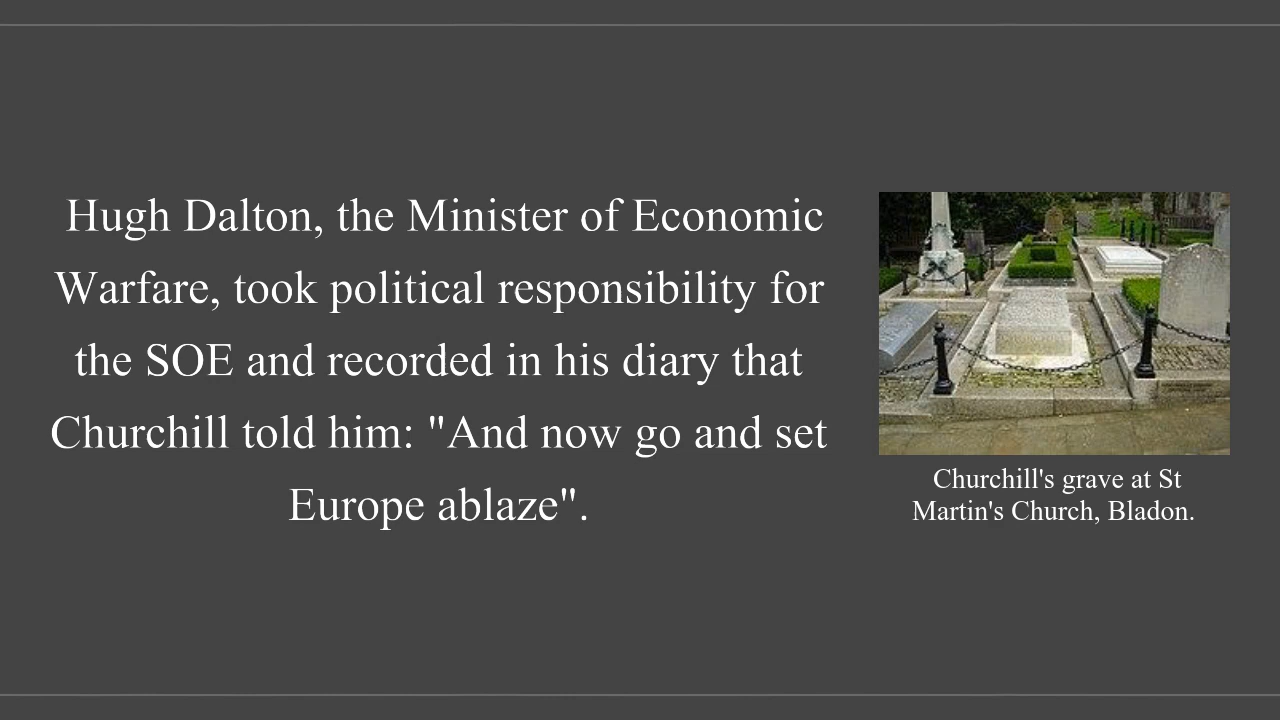 Hugh Dalton, the Minister of Economic
Warfare, took political responsibility for
the SOE and recorded in his diary that
Churchill told him: "And now go and set
Europe ablaze".
Churchill's grave at St
Martin's Church, Bladon.